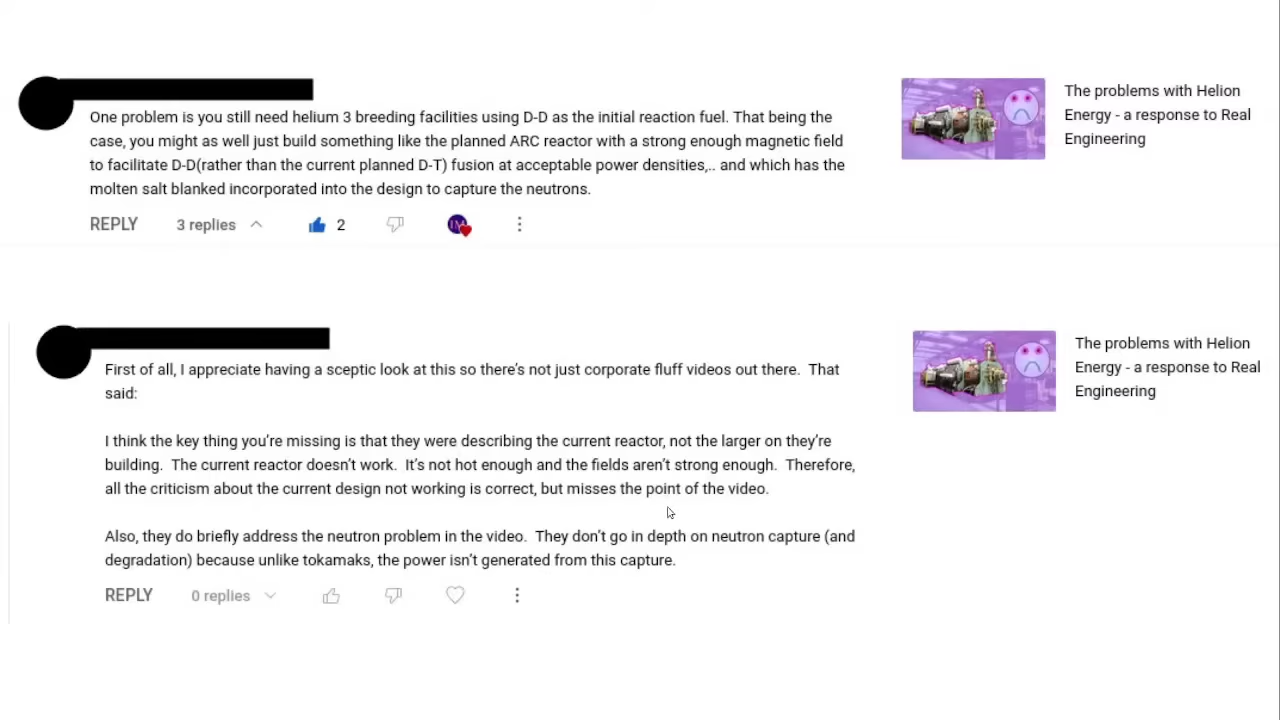 One problem is you still need helium 3 breeding facilities using D-D as the initial reaction fuel. That being the
case, you might as well just build something like the planned ARC reactor with a strong enough magnetic field
to facilitate D-D(rather than the current planned D-T) fusion at acceptable power densities,.. and which has the
molten salt blanked incorporated into the design to capture the neutrons.
REPLY 3 replies 2
The problems with Helion
Energy - a response to Real
Engineering
First of all, I appreciate having a sceptic look at this so there's not just corporate fluff videos out there. That
said:
I think the key thing you're missing is that they were describing the current reactor, not the larger on they're
building. The current reactor doesn't work. It's not hot enough and the fields aren't strong enough. Therefore,
all the criticism about the current design not working is correct, but misses the point of the video.
Also, they do briefly address the neutron problem in the video. They don't go in depth on neutron capture (and
degradation) because unlike tokamaks, the power isn't generated from this capture.
REPLY 0 replies
The problems with Helion
Energy - a response to Real
Engineering